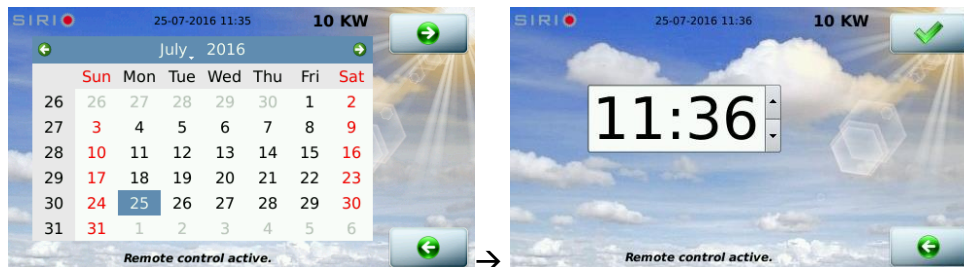 SIRIO 25-07-2016 11:35 10 KW
July, 2016
Sun Mon Tue Wed Thu Fri Sat
26 26 27 28 29 30 1 2
27 3 4 5 6 7 8 9
28 10 11 12 13 14 15 16
29 17 18 19 20 21 22 23
30 24 25 26 27 28 29 30
31 31 1 2 3 4 5 6
Remote control active.
→
SIRIO 25-07-2016 11:36 10 KW
11:36
Remote control active.